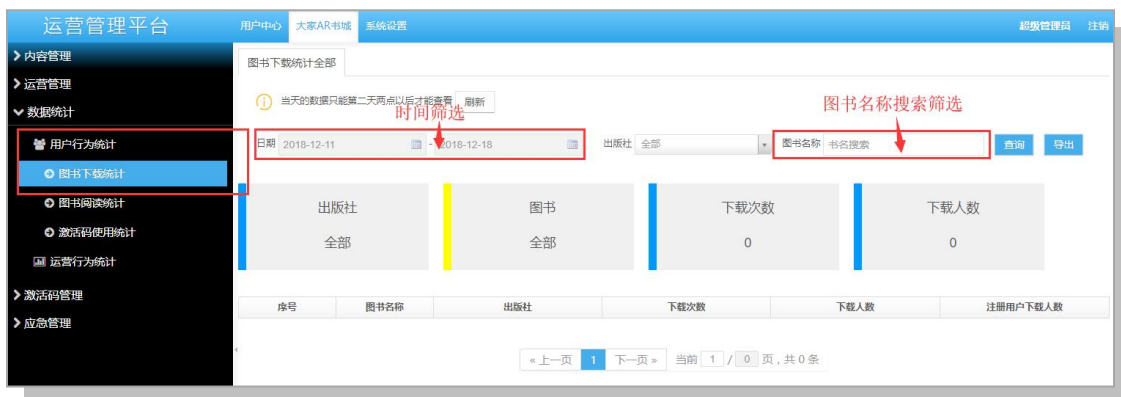 运营管理平台
用户中心 大家AR书城 系统设置 超级管理员 注销
内容管理
运营管理
数据统计
用户行为统计
图书下载统计
图书阅读统计
激活码使用统计
运营行为统计
激活码管理
应急管理
图书下载统计全部
当天的数据只能第二天两点以后才能查看 刷新
时间筛选
图书名称搜索筛选
日期 2018-12-11 - 2018-12-18 出版社 全部 图书名称 书名搜索 查询 导出
出版社 图书 下载次数 下载人数
全部 全部 0 0
序号 图书名称 出版社 下载次数 下载人数 注册用户下载人数
« 上一页 1 下一页 » 当前 1 / 0 页，共 0 条